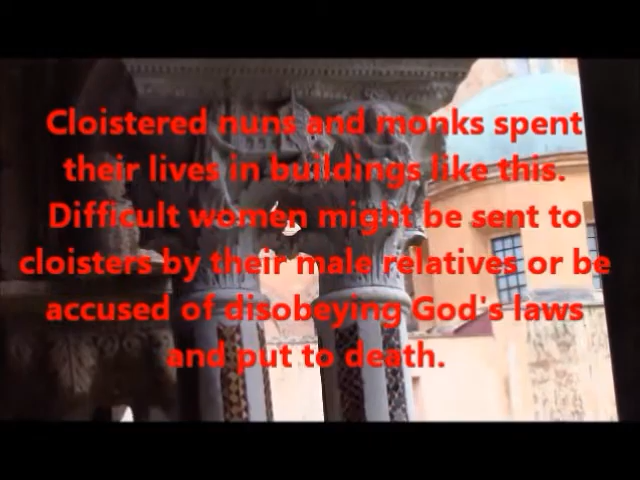 Cloistered nuns and monks spent
their lives in buildings like this.
Difficult women might be sent to
cloisters by their male relatives or be
accused of disobeying God's laws
and put to death.